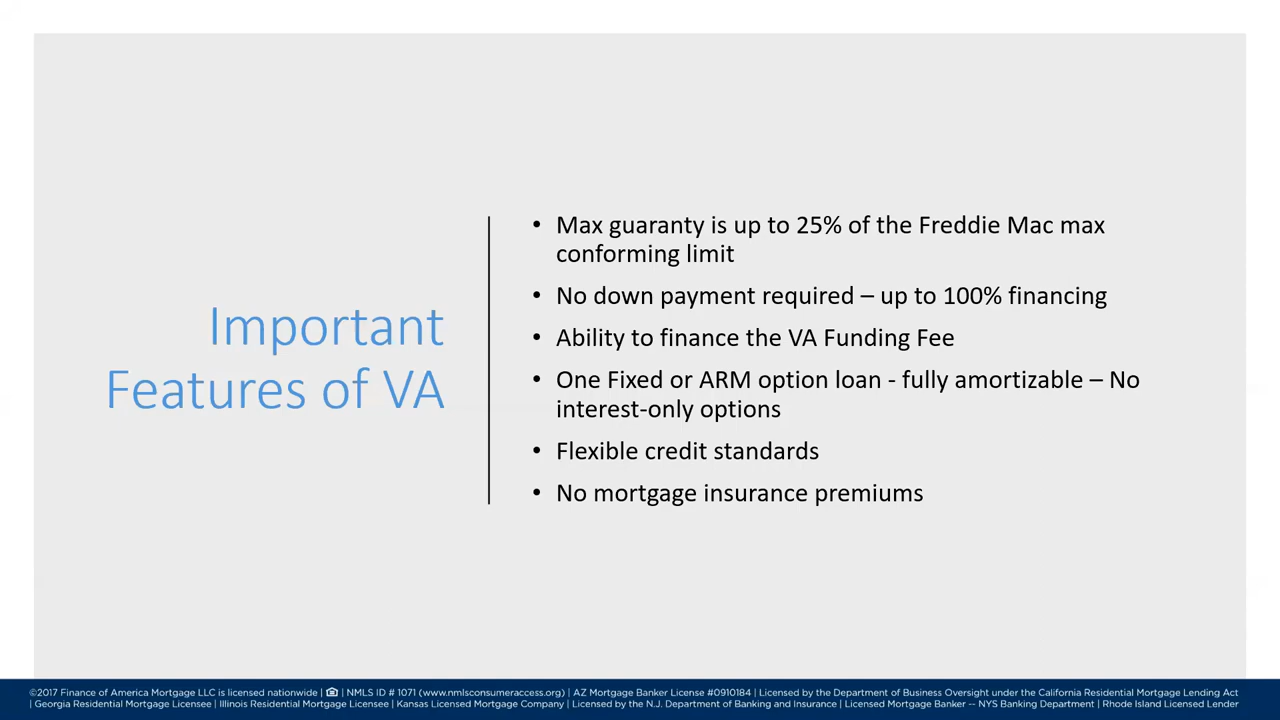 Important
Features of VA
• Max guaranty is up to 25% of the Freddie Mac max
conforming limit
• No down payment required – up to 100% financing
• Ability to finance the VA Funding Fee
• One Fixed or ARM option loan - fully amortizable – No
interest-only options
• Flexible credit standards
• No mortgage insurance premiums
©2017 Finance of America Mortgage LLC is licensed nationwide | | NMLS ID # 1071 (www.nmlsconsumeraccess.org) | AZ Mortgage Banker License #0910184 | Licensed by the Department of Business Oversight under the California Residential Mortgage Lending Act
| Georgia Residential Mortgage Licensee | Illinois Residential Mortgage Licensee | Kansas Licensed Mortgage Company | Licensed by the N.J. Department of Banking and Insurance | Licensed Mortgage Banker -- NYS Banking Department | Rhode Island Licensed Lender